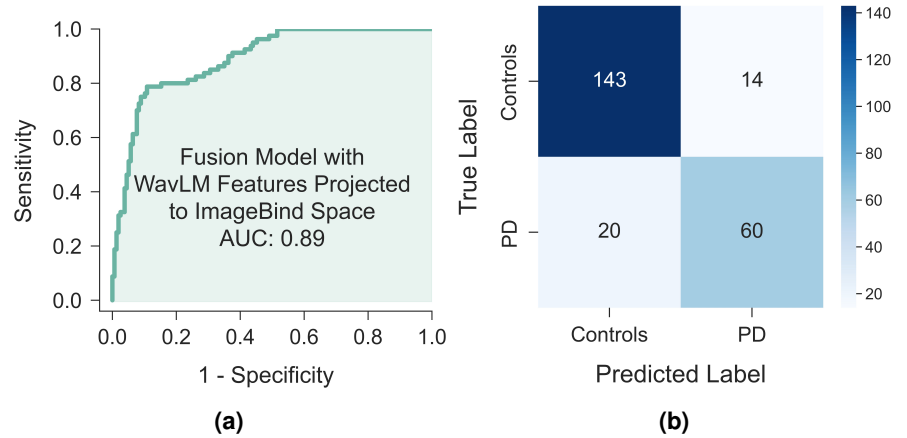 1.0
0.8
0.6
0.4
0.2
0.0
Sensitivity
Fusion Model with
WavLM Features Projected
to ImageBind Space
AUC: 0.89
0.0 0.2 0.4 0.6 0.8 1.0
1 - Specificity
(a)
True Label
Controls
PD
143 14
20 60
Controls PD
Predicted Label
140
120
100
80
60
40
20
(b)